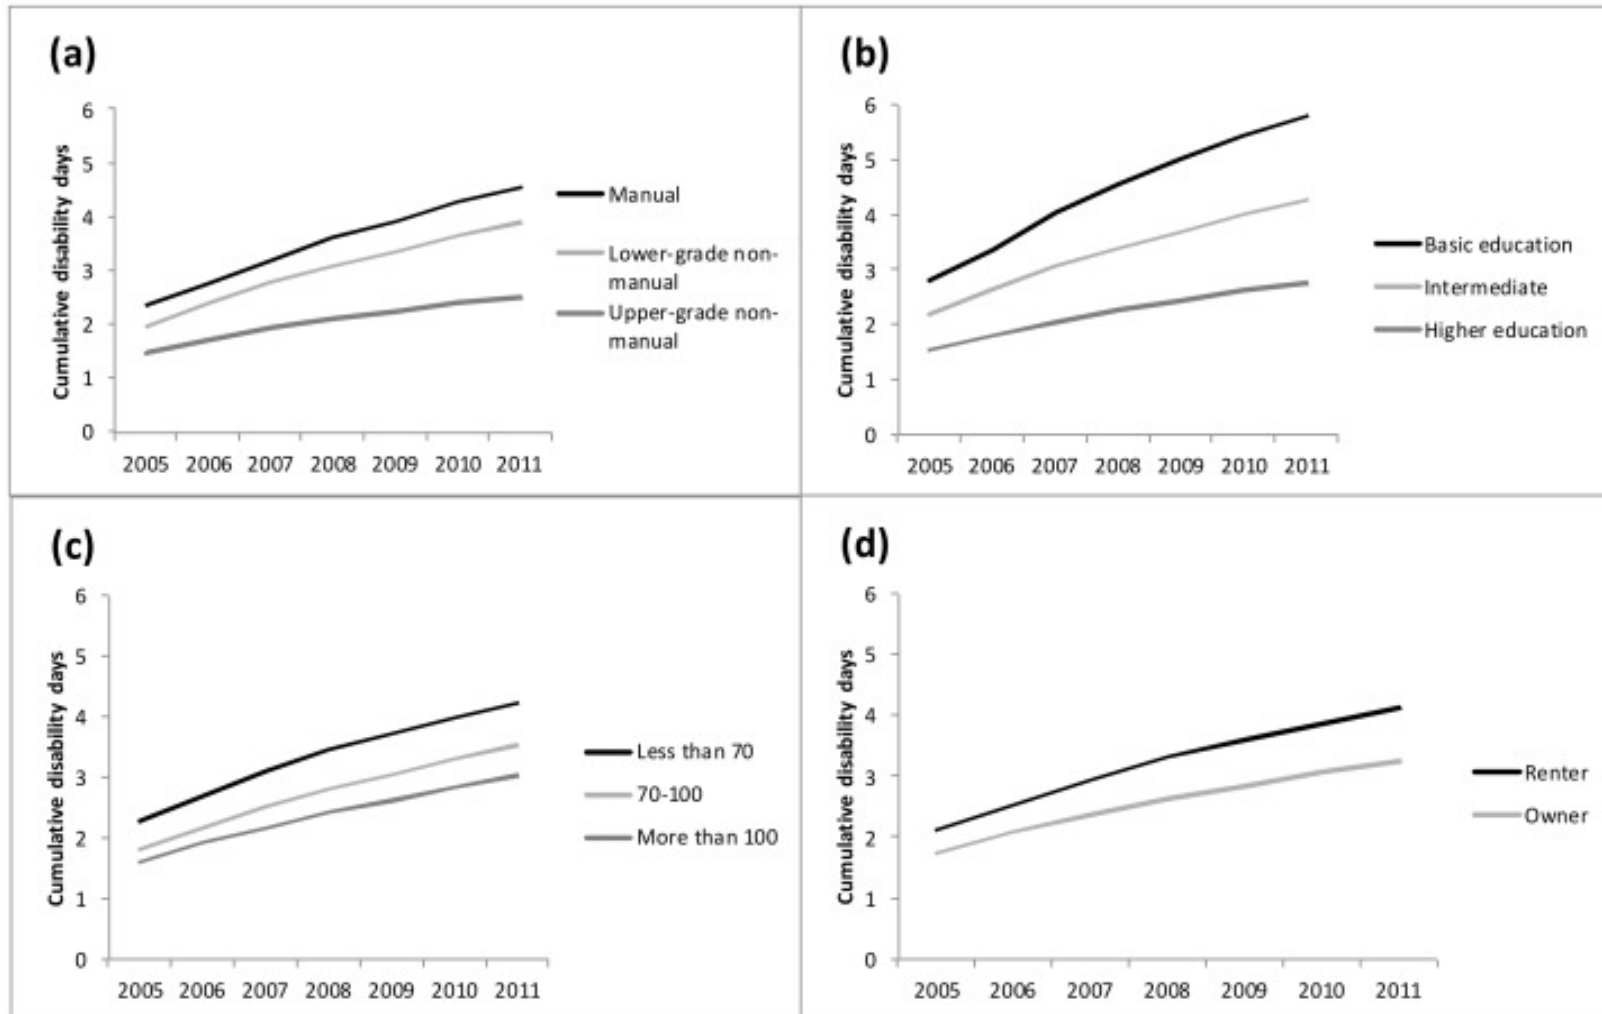 (a)
Cumulative disability days
6
5
4
3
2
1
0
2005 2006 2007 2008 2009 2010 2011
Manual
Lower-grade non-
manual
Upper-grade non-
manual
(b)
Cumulative disability days
6
5
4
3
2
1
0
2005 2006 2007 2008 2009 2010 2011
Basic education
Intermediate
Higher education
(c)
Cumulative disability days
6
5
4
3
2
1
0
2005 2006 2007 2008 2009 2010 2011
Less than 70
70-100
More than 100
(d)
Cumulative disability days
6
5
4
3
2
1
0
2005 2006 2007 2008 2009 2010 2011
Renter
Owner